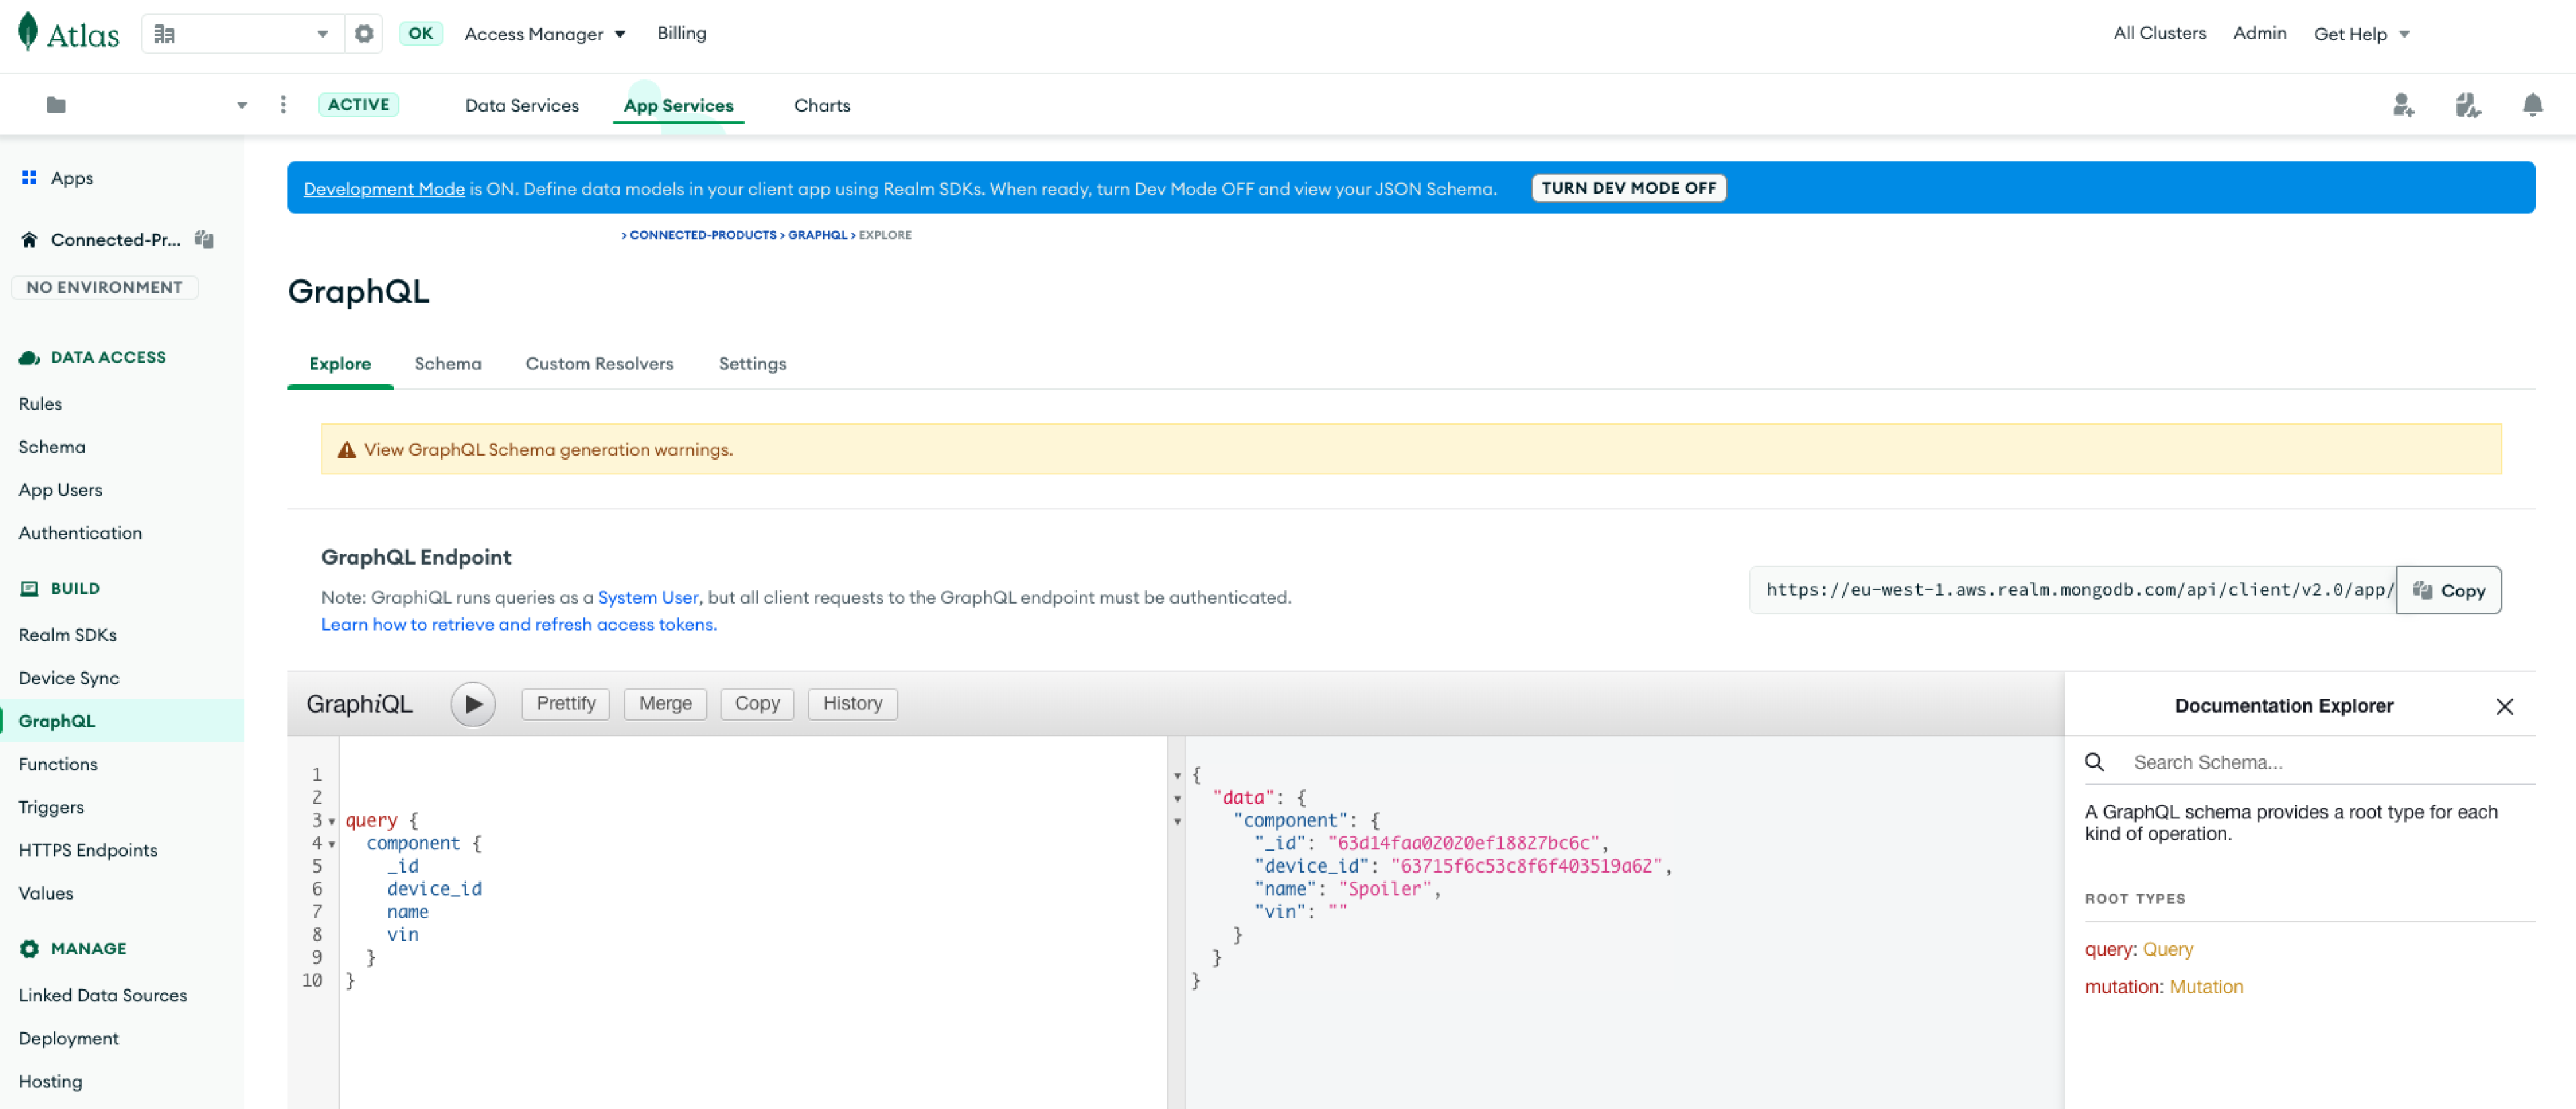 Atlas
OK
Access Manager
Billing
All Clusters
Admin
Get Help
ACTIVE
Data Services
App Services
Charts
Apps
Connected-Pr...
NO ENVIRONMENT
DATA ACCESS
Rules
Schema
App Users
Authentication
BUILD
Realm SDKs
Device Sync
GraphQL
Functions
Triggers
HTTPS Endpoints
Values
MANAGE
Linked Data Sources
Deployment
Hosting
Development Mode is ON. Define data models in your client app using Realm SDKs. When ready, turn Dev Mode OFF and view your JSON Schema.
TURN DEV MODE OFF
> CONNECTED-PRODUCTS > GRAPHQL > EXPLORE
GraphQL
Explore
Schema
Custom Resolvers
Settings
View GraphQL Schema generation warnings.
GraphQL Endpoint
Note: GraphiQL runs queries as a System User, but all client requests to the GraphQL endpoint must be authenticated.
Learn how to retrieve and refresh access tokens.
https://eu-west-1.aws.realm.mongodb.com/api/client/v2.0/app/
Copy
GraphiQL
Prettify
Merge
Copy
History
1
2
3 query {
4 component {
5 _id
6 device_id
7 name
8 vin
9 }
10 }
{
"data": {
"component": {
"_id": "63d14faa02020ef18827bc6c",
"device_id": "63715f6c53c8f6f403519a62",
"name": "Spoiler",
"vin": ""
}
}
}
Documentation Explorer
Search Schema...
A GraphQL schema provides a root type for each
kind of operation.
ROOT TYPES
query: Query
mutation: Mutation